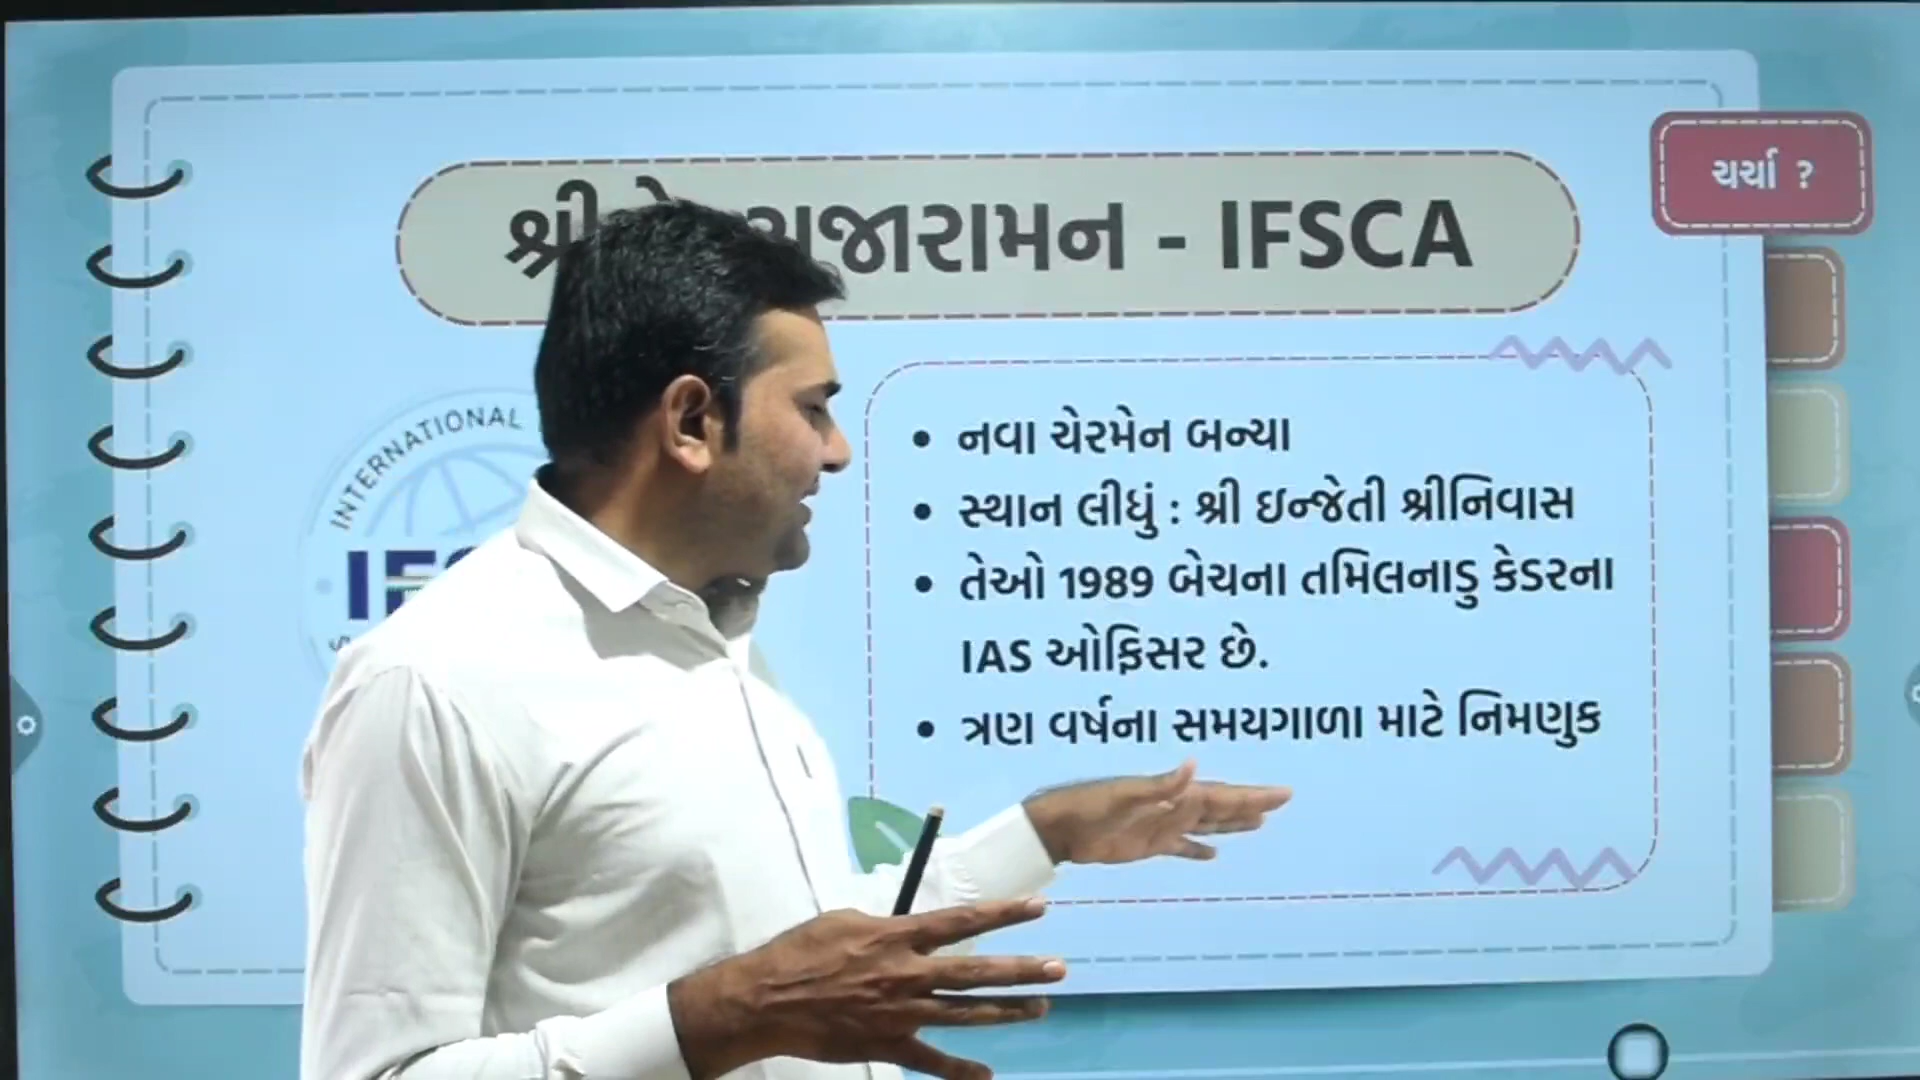 શ્રી રાજારામન - IFSCA
ચર્ચા ?
INTERNATIONAL
• નવા ચેરમેન બન્યા
• સ્થાન લીધું : શ્રી ઇન્જેતી શ્રીનિવાસ
• તેઓ 1989 બેચના તમિલનાડુ કેડરના
IAS ઓફિસર છે.
• ત્રણ વર્ષના સમયગાળા માટે નિમણુક